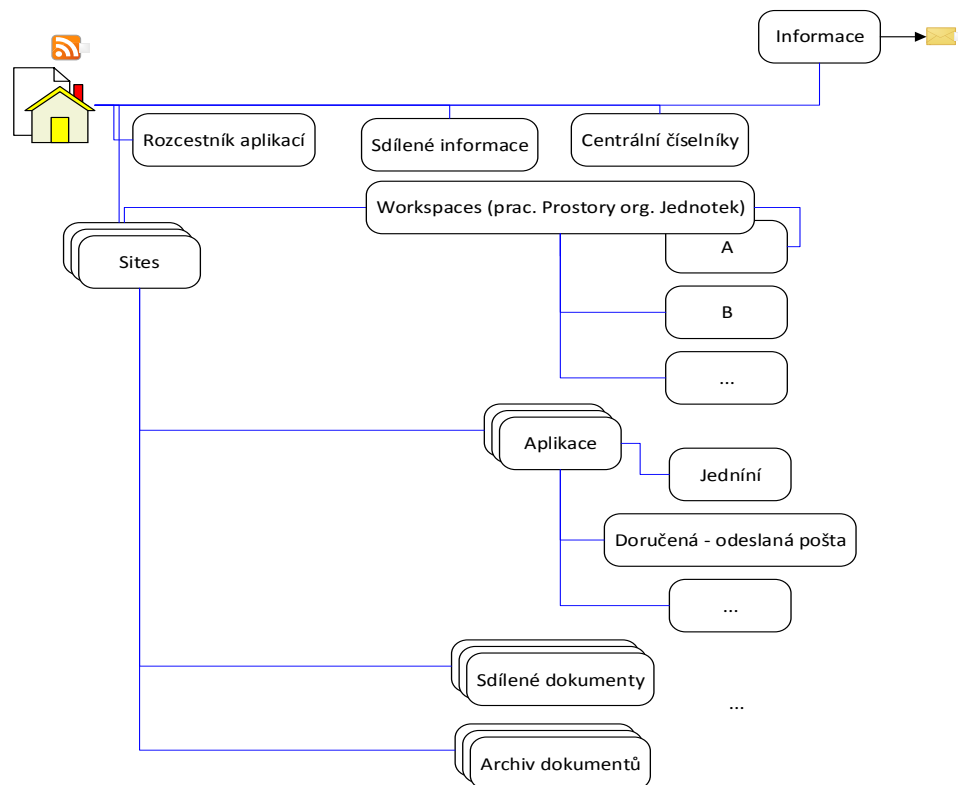 Informace
Rozcestník aplikací
Sdílené informace
Centrální číselníky
Workspaces (prac. Prostory org. Jednotek)
A
Sites
B
...
Aplikace
Jedníní
Doručená - odeslaná pošta
...
Sdílené dokumenty
...
Archiv dokumentů